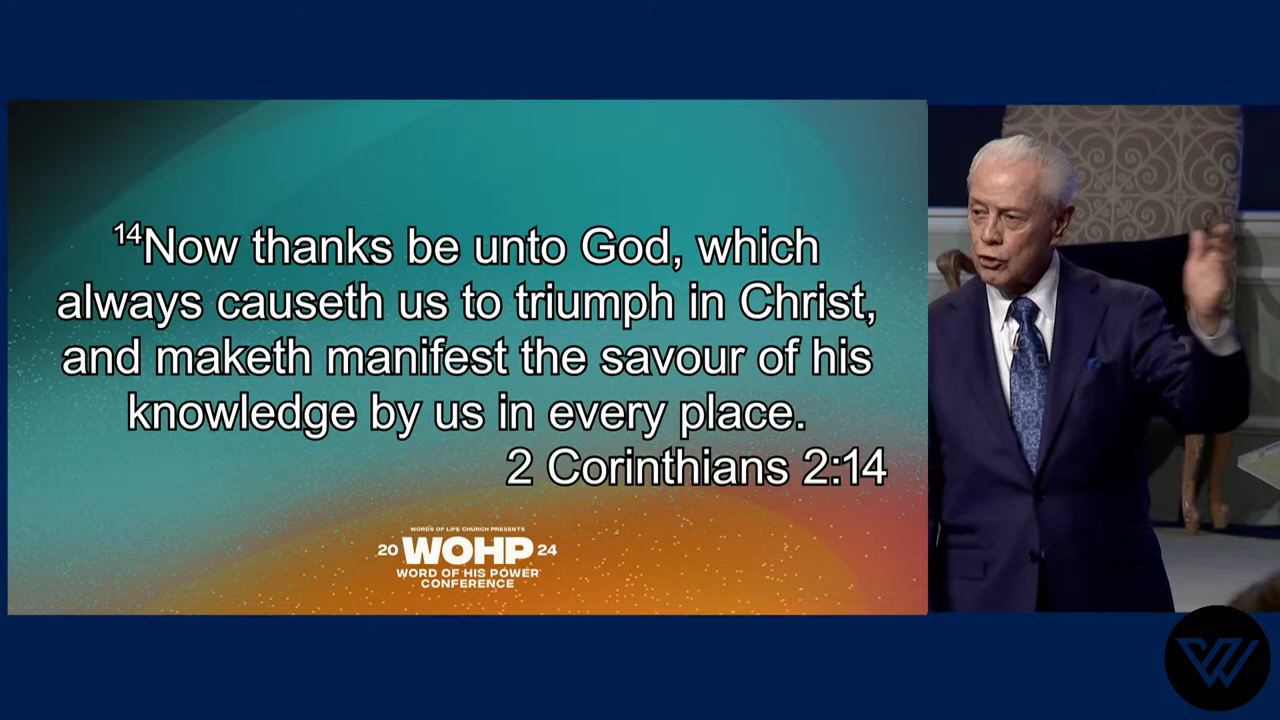 14Now thanks be unto God, which
always causeth us to triumph in Christ,
and maketh manifest the savour of his
knowledge by us in every place.
2 Corinthians 2:14
WORDS OF LIFE CHURCH PRESENTS
20 WOHP 24
WORD OF HIS POWER
CONFERENCE